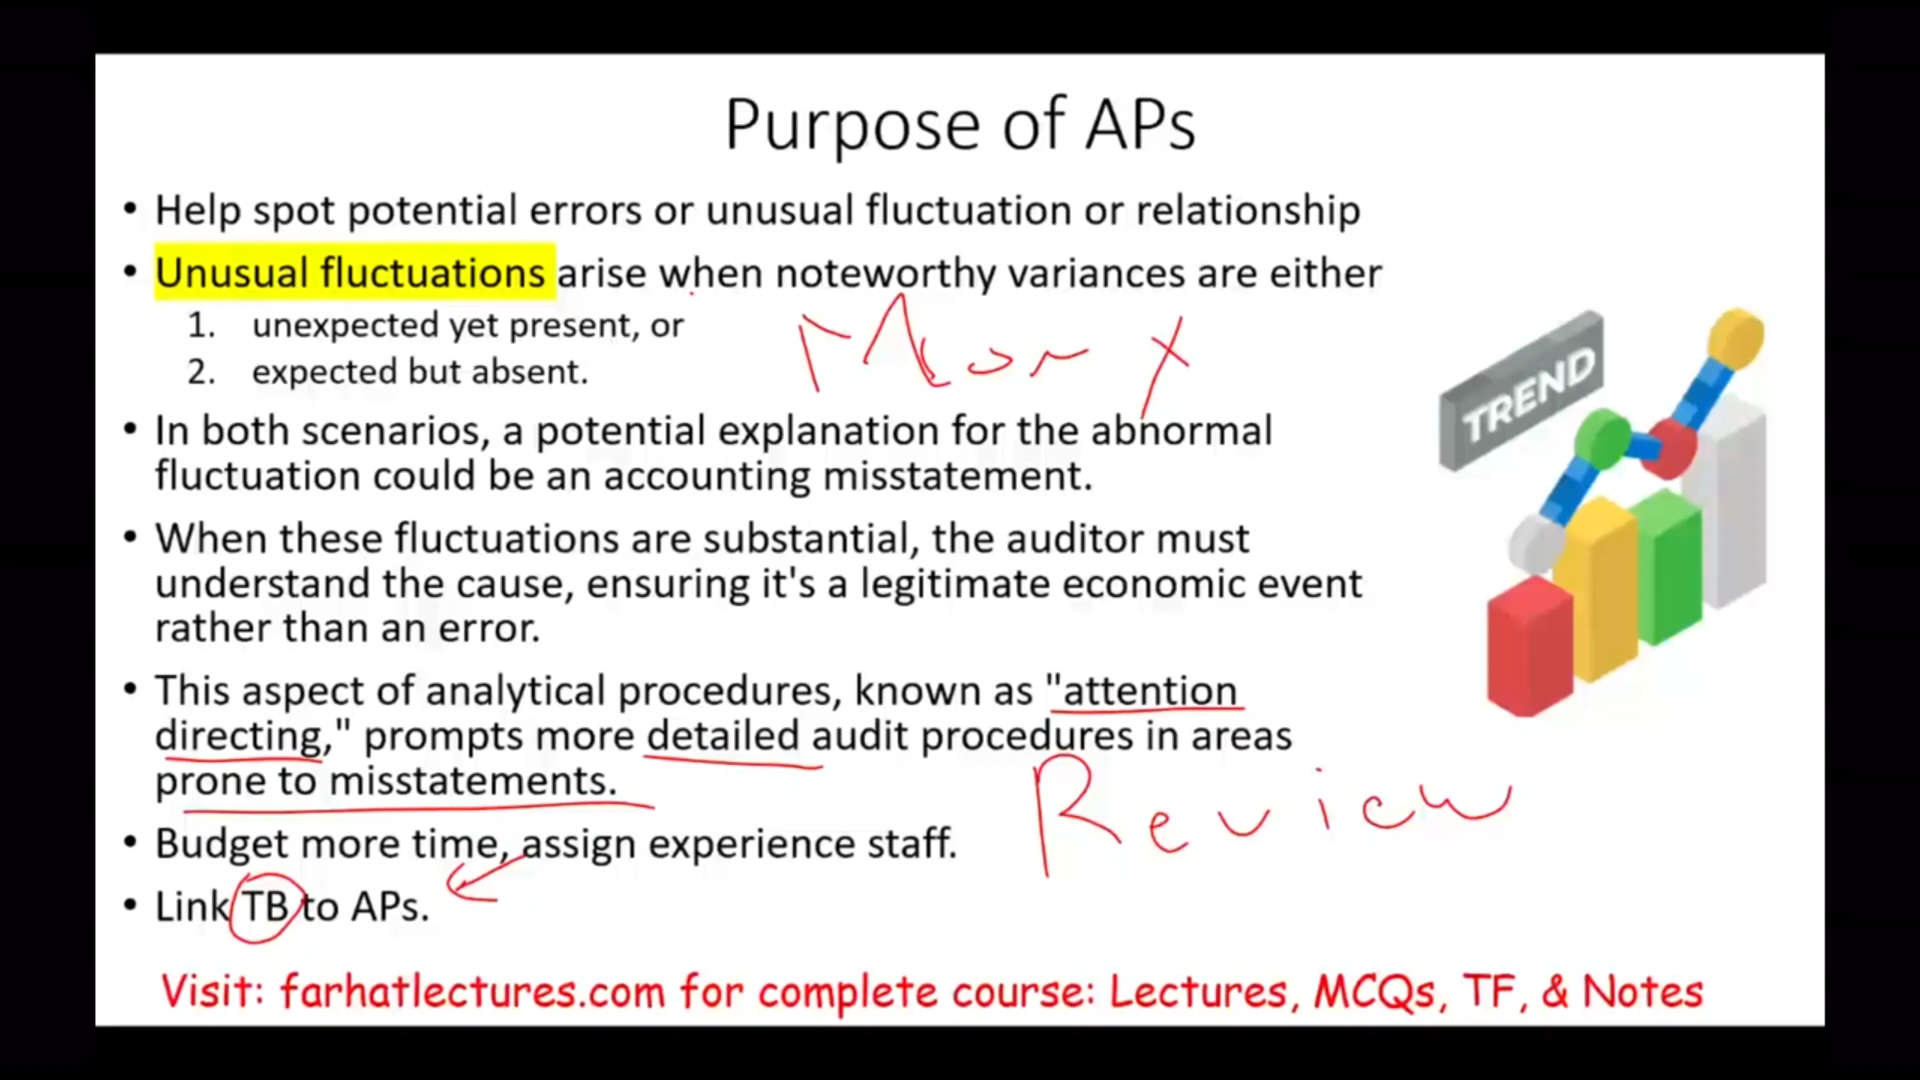 Purpose of APs
• Help spot potential errors or unusual fluctuation or relationship
• Unusual fluctuations arise when noteworthy variances are either
1. unexpected yet present, or
2. expected but absent.
• In both scenarios, a potential explanation for the abnormal
fluctuation could be an accounting misstatement.
• When these fluctuations are substantial, the auditor must
understand the cause, ensuring it's a legitimate economic event
rather than an error.
• This aspect of analytical procedures, known as "attention
directing," prompts more detailed audit procedures in areas
prone to misstatements.
Review
• Budget more time, assign experience staff.
• Link TB to APs.
TREND
Visit: farhatlectures.com for complete course: Lectures, MCQs, TF, & Notes